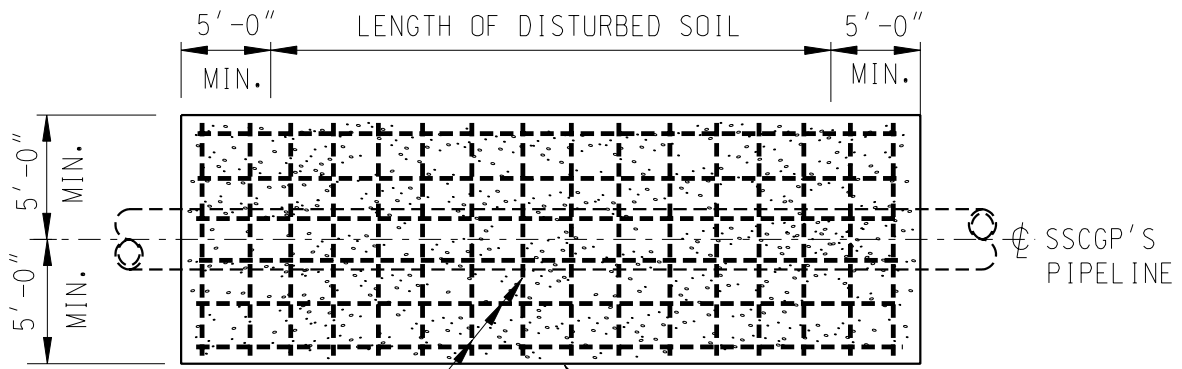 5'-0" LENGTH OF DISTURBED SOIL 5'-0"
MIN. MIN.
5'-0"
MIN.
5'-0"
MIN.
℄ SSCGP'S
PIPELINE